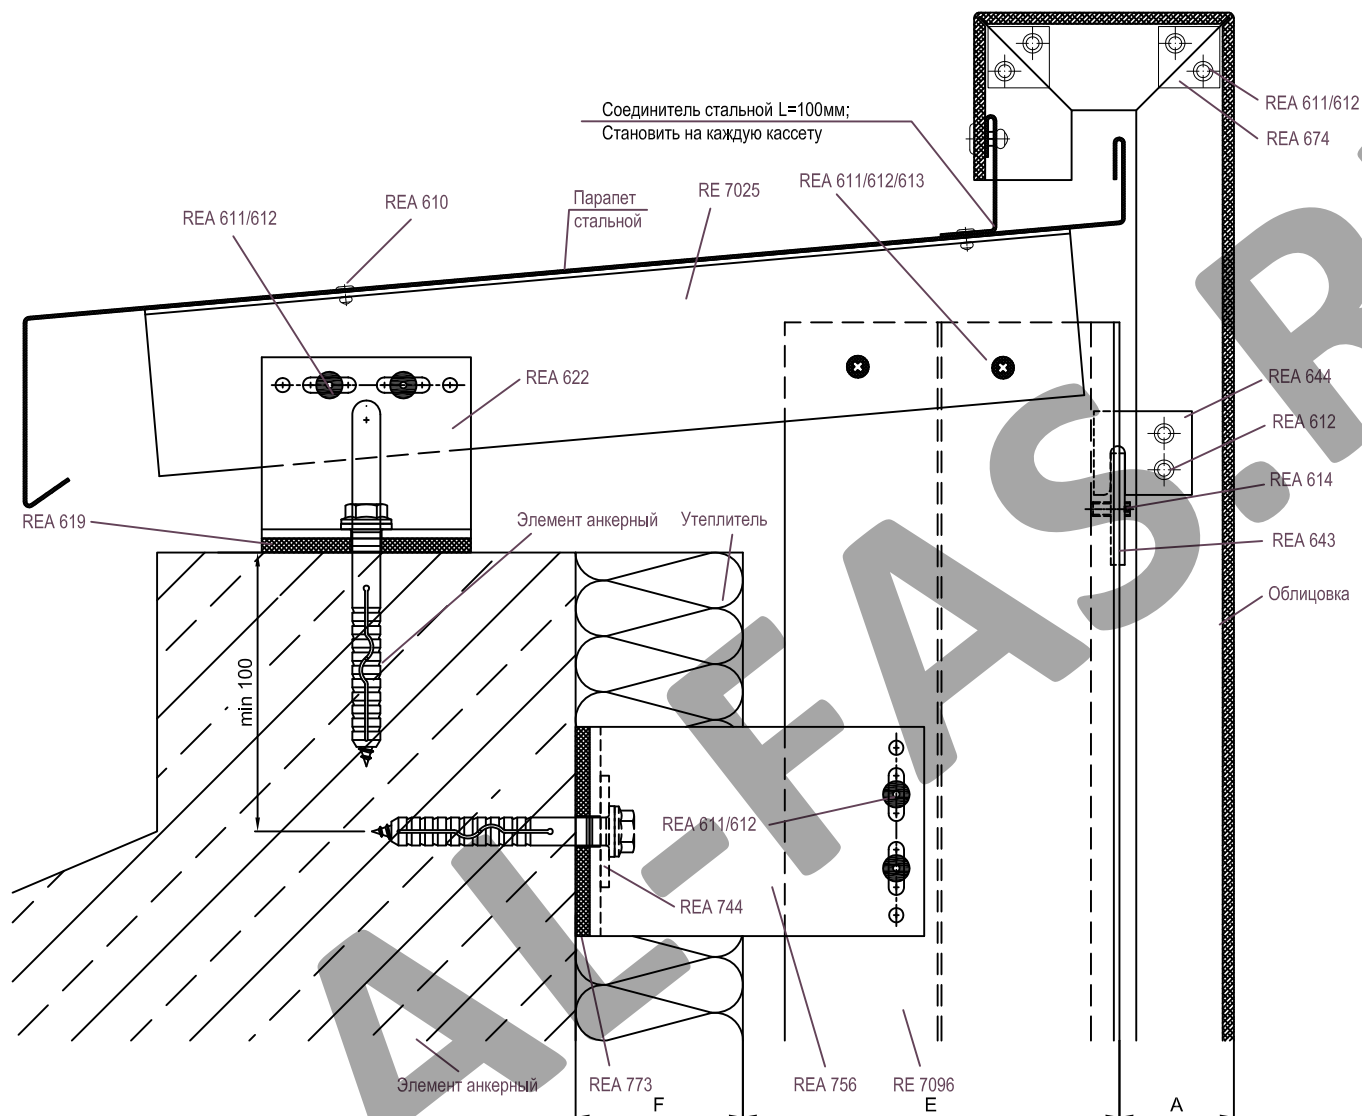 REA 611/612
REA 674
Соединитель стальной L=100мм;
Становить на каждую кассету
REA 611/612/613
RE 7025
Парапет
стальной
REA 610
REA 611/612
REA 622
REA 644
REA 612
REA 614
REA 643
Облицовка
REA 619
Элемент анкерный
Утеплитель
min 100
REA 611/612
REA 744
Элемент анкерный
REA 773
REA 756
RE 7096
F
E
A
AL-FAS.R